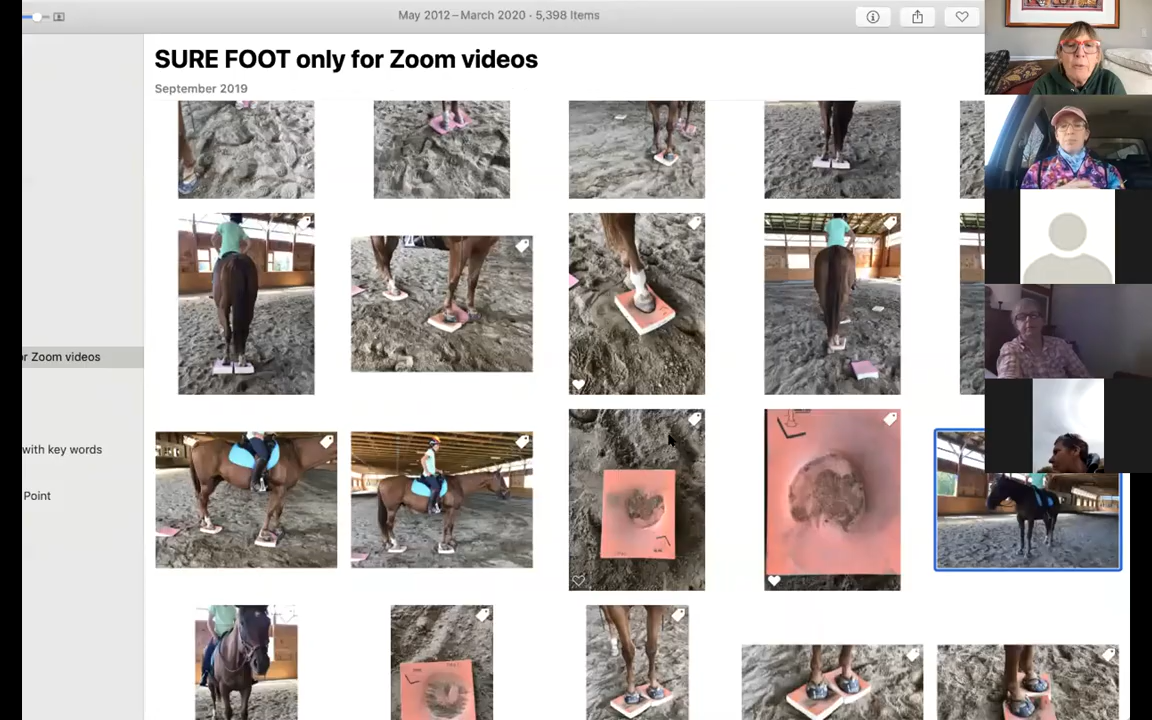 May 2012 – March 2020 · 5,398 Items
SURE FOOT only for Zoom videos
September 2019
r Zoom videos
with key words
Point